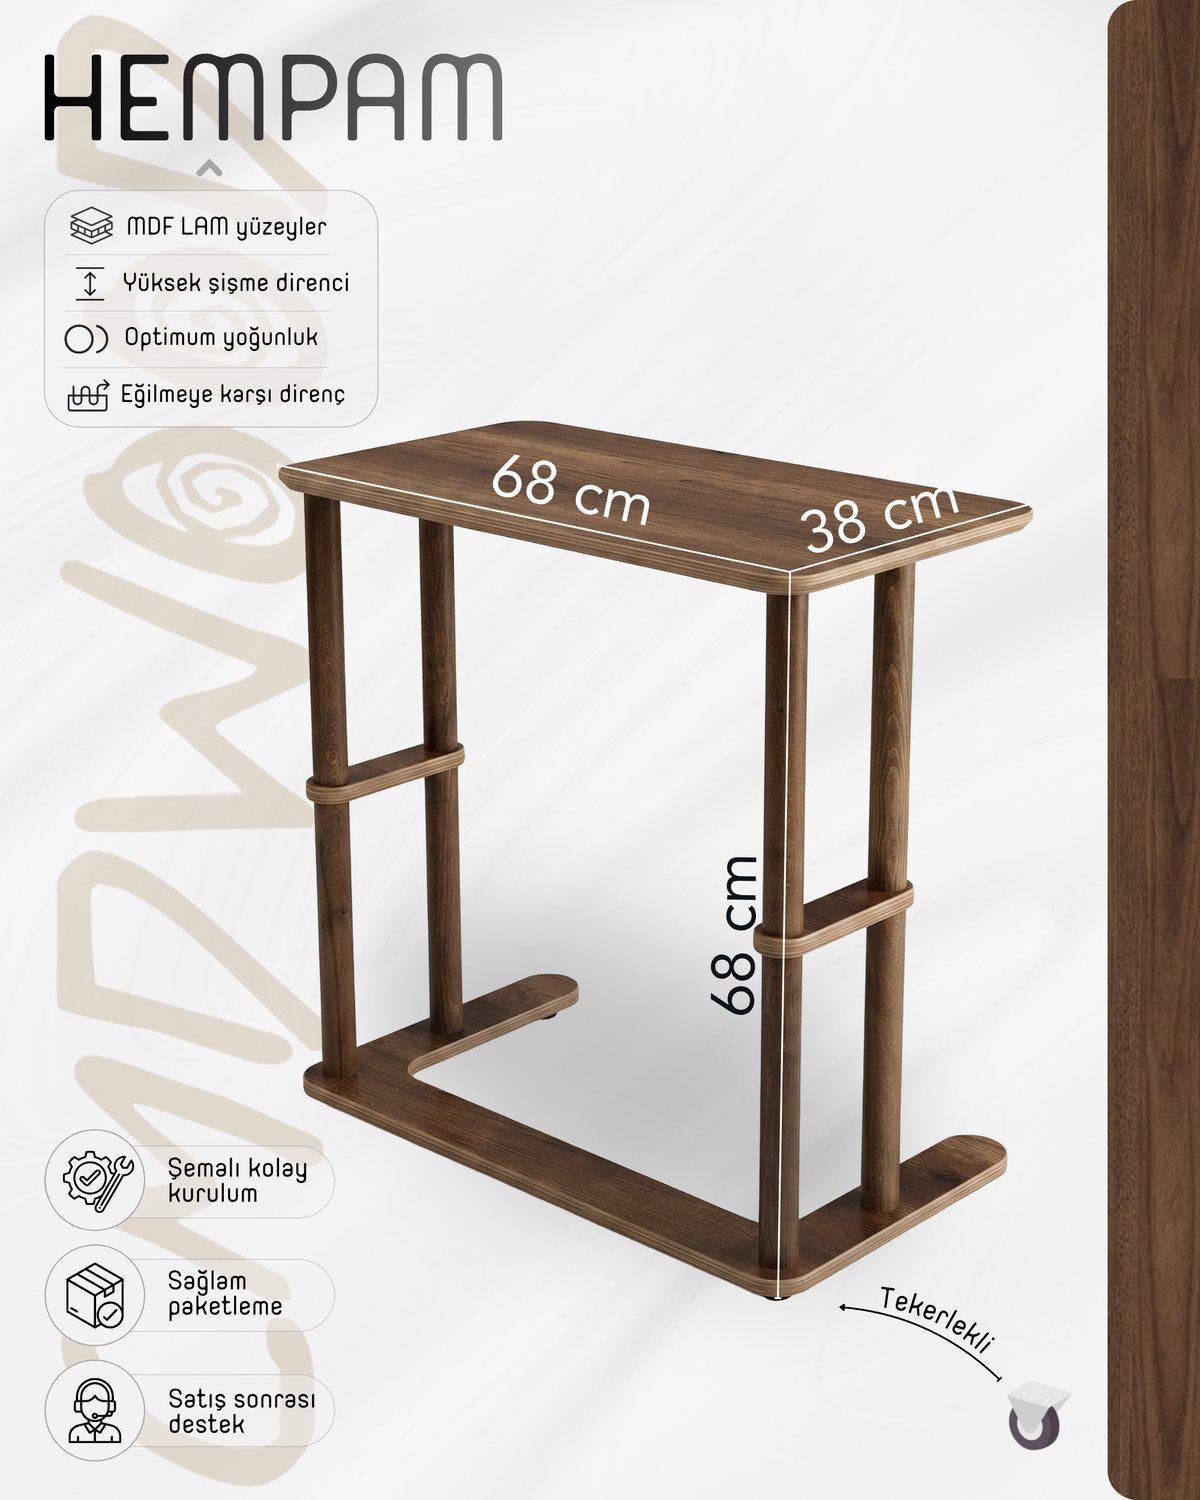 HEMPAM
MDF LAM yüzeyler
Yüksek şişme direnci
Optimum yoğunluk
Eğilmeye karşı direnç
68 cm
38 cm
68 cm
Şemalı kolay
kurulum
Sağlam
paketleme
Satış sonrası
destek
Tekerlekli